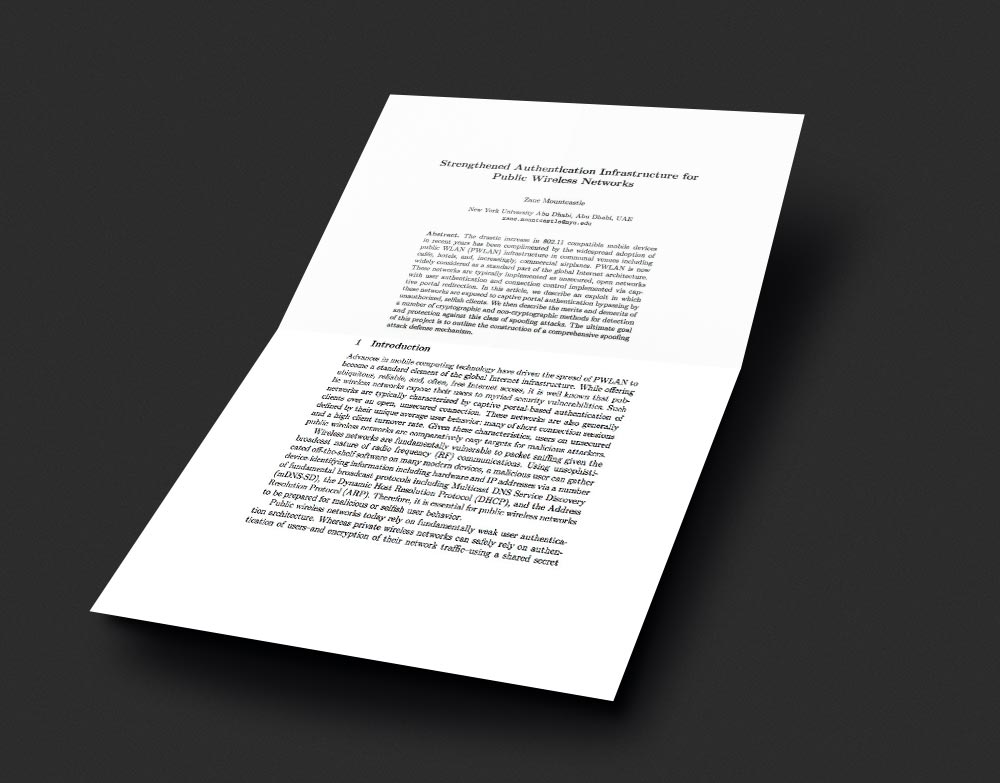 Strengthened Authentication Infrastructure for
Public Wireless Networks
Zane Mountcastle
New York University Abu Dhabi, Abu Dhabi, UAE
zane.mountcastle@nyu.edu
Abstract. The drastic increase in 802.11 compatible mobile devices
in recent years has been complimented by the widespread adoption of
public WLAN (PWLAN) infrastructure in communal venues including
cafés, hotels, and, increasingly, commercial airplanes. PWLAN is now
widely considered as a standard part of the global Internet architecture.
These networks are typically implemented as unsecured, open networks
with user authentication and connection control implemented via cap-
tive portal redirection. In this article, we describe an exploit in which
these networks are exposed to captive portal authentication bypassing by
unauthorized, selfish clients. We then describe the merits and demerits of
a number of cryptographic and non-cryptographic methods for detection
and protection against this class of spoofing attacks. The ultimate goal
of this project is to outline the construction of a comprehensive spoofing
attack defense mechanism.
1 Introduction
Advances in mobile computing technology have driven the spread of PWLAN to
become a standard element of the global Internet infrastructure. While offering
ubiquitous, reliable, and, often, free Internet access, it is well known that pub-
lic wireless networks expose their users to myriad security vulnerabilities. Such
networks are typically characterized by captive portal-based authentication of
clients over an open, unsecured connection. These networks are also generally
defined by their unique average user behavior: many of short connection sessions
and a high client turnover rate. Given these characteristics, users on unsecured
public wireless networks are comparatively easy targets for malicious attackers.
Wireless networks are fundamentally vulnerable to packet sniffing given the
broadcast nature of radio frequency (RF) communications. Using unsophisti-
cated off-the-shelf software on many modern devices, a malicious user can gather
device-identifying information including hardware and IP addresses via a number
of fundamental broadcast protocols including Multicast DNS Service Discovery
(mDNS-SD), the Dynamic Host Resolution Protocol (DHCP), and the Address
Resolution Protocol (ARP). Therefore, it is essential for public wireless networks
to be prepared for malicious or selfish user behavior.
Public wireless networks today rely on fundamentally weak user authentica-
tion architecture. Whereas private wireless networks can safely rely on authen-
tication of users–and encryption of their network traffic–using a shared secret